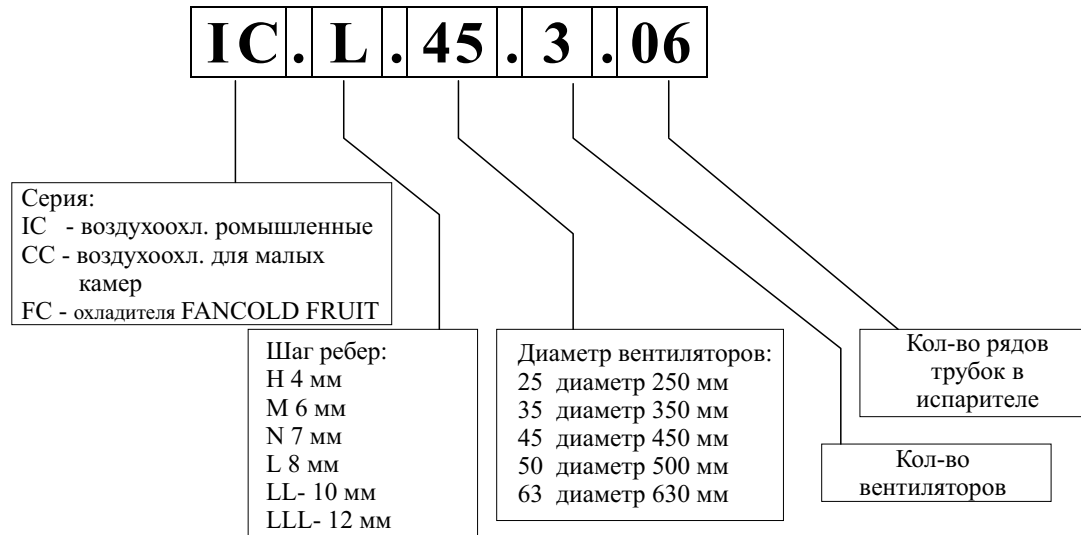 IC.L.45.3.06
Серия:
IC - воздухоохл. ромышленные
CC - воздухоохл. для малых
камер
FC - охладителя FANCOLD FRUIT
Шаг ребер:
H 4 мм
M 6 мм
N 7 мм
L 8 мм
LL- 10 мм
LLL- 12 мм
Диаметр вентиляторов:
25 диаметр 250 мм
35 диаметр 350 мм
45 диаметр 450 мм
50 диаметр 500 мм
63 диаметр 630 мм
Кол-во рядов
трубок в
испарителе
Кол-во
вентиляторов